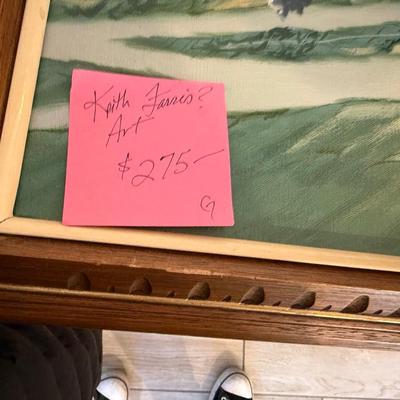 Keith Farris?
Art
$275—
G